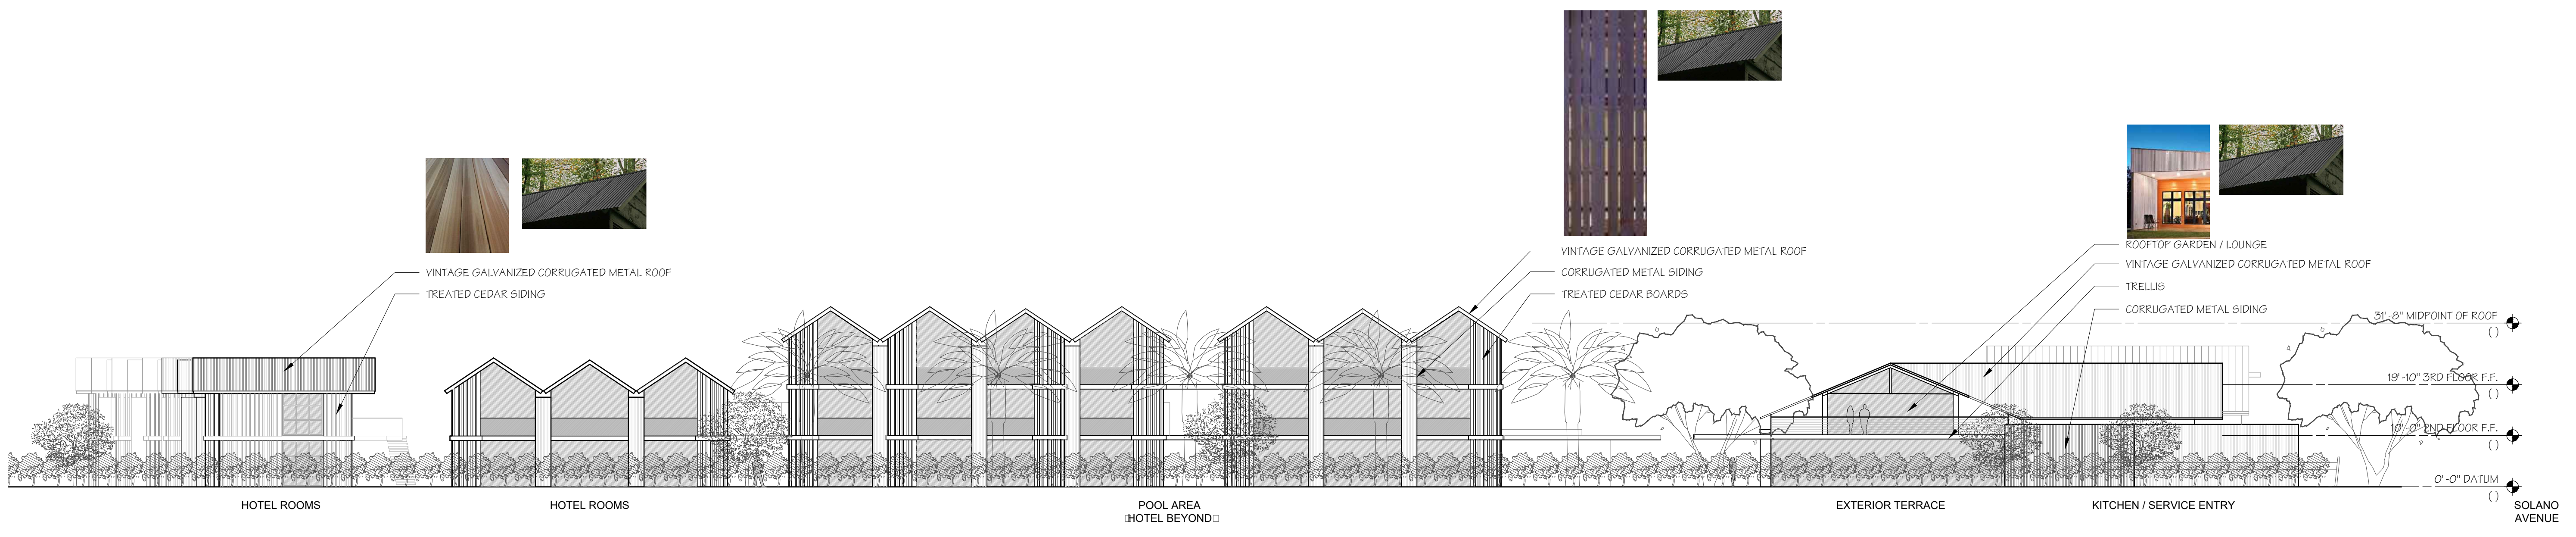 VINTAGE GALVANIZED CORRUGATED METAL ROOF
TREATED CEDAR SIDING
VINTAGE GALVANIZED CORRUGATED METAL ROOF
CORRUGATED METAL SIDING
TREATED CEDAR BOARDS
ROOFTOP GARDEN / LOUNGE
VINTAGE GALVANIZED CORRUGATED METAL ROOF
TRELLIS
CORRUGATED METAL SIDING
31'-8" MIDPOINT OF ROOF
( )
19'-10" 3RD FLOOR F.F.
( )
10'-0" 2ND FLOOR F.F.
( )
0'-0" DATUM
( )
HOTEL ROOMS
HOTEL ROOMS
POOL AREA
HOTEL BEYOND
EXTERIOR TERRACE
KITCHEN / SERVICE ENTRY
SOLANO
AVENUE